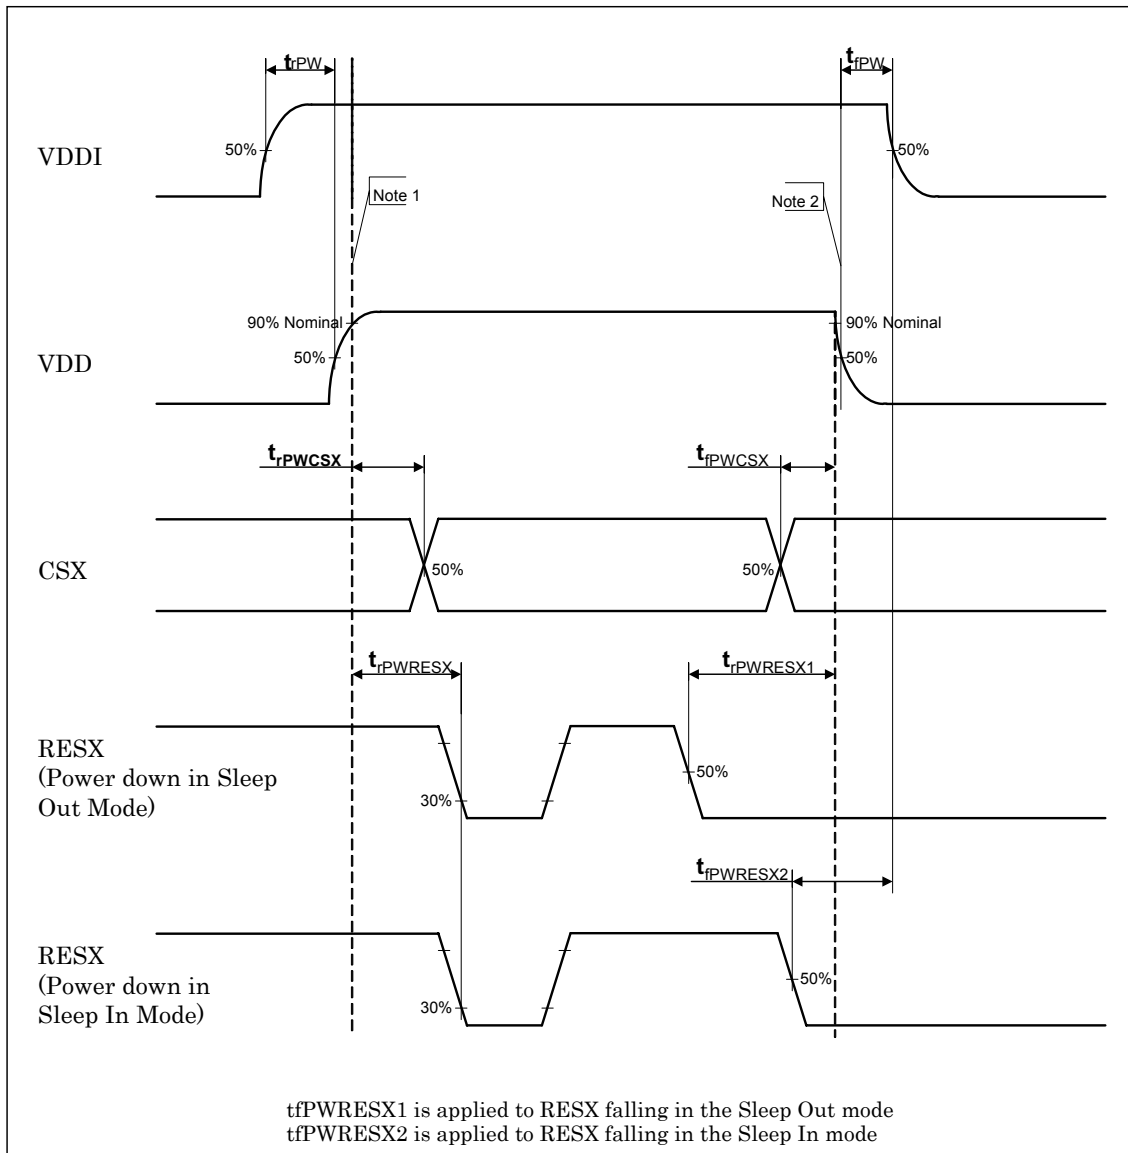 trPW
tfPW
50%
50%
VDDI
Note 1
Note 2
90% Nominal
90% Nominal
VDD
50%
50%
trPWCSX
tfPWCSX
CSX
50%
50%
trPWRESX
trPWRESX1
RESX
(Power down in Sleep
Out Mode)
50%
30%
tfPWRESX2
RESX
(Power down in
Sleep In Mode)
50%
30%
tfPWRESX1 is applied to RESX falling in the Sleep Out mode
tfPWRESX2 is applied to RESX falling in the Sleep In mode